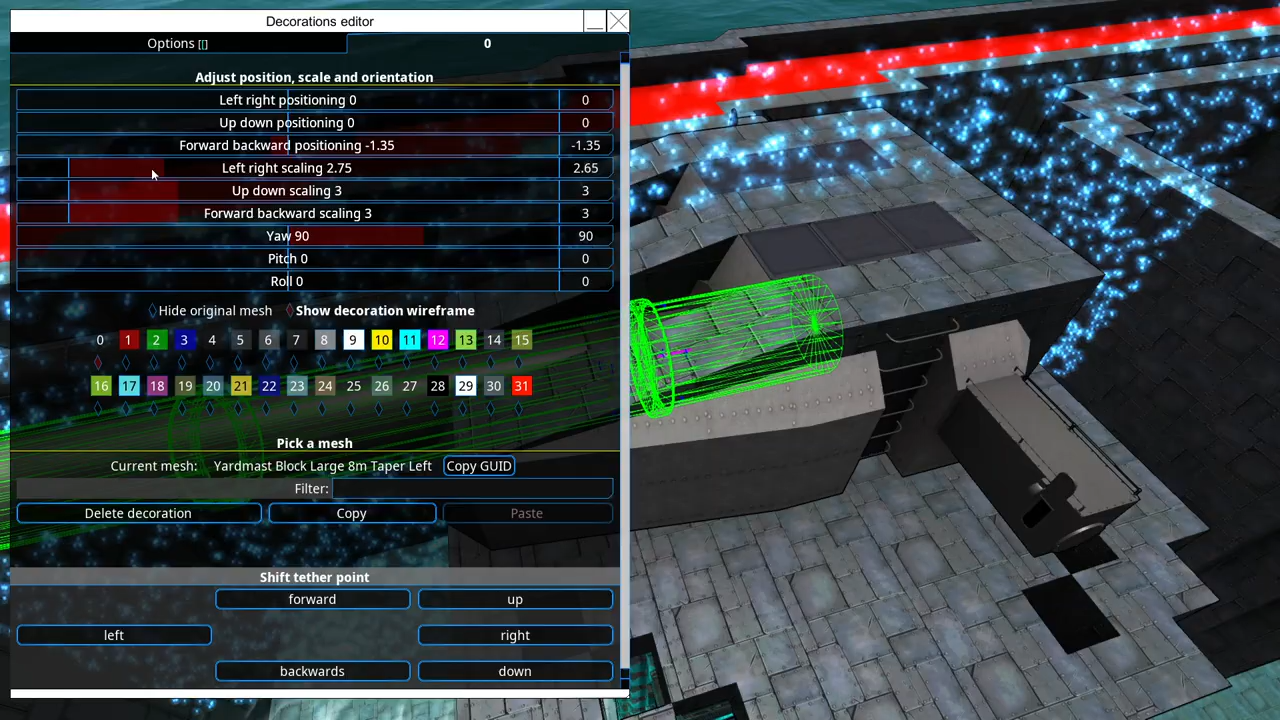 Decorations editor
Options [[]
0
Adjust position, scale and orientation
Left right positioning 0 0
Up down positioning 0 0
Forward backward positioning -1.35 -1.35
Left right scaling 2.75 2.65
Up down scaling 3 3
Forward backward scaling 3 3
Yaw 90 90
Pitch 0 0
Roll 0 0
Hide original mesh Show decoration wireframe
0 1 2 3 4 5 6 7 8 9 10 11 12 13 14 15
16 17 18 19 20 21 22 23 24 25 26 27 28 29 30 31
Pick a mesh
Current mesh: Yardmast Block Large 8m Taper Left Copy GUID
Filter:
Delete decoration Copy Paste
Shift tether point
forward up
left right
backwards down